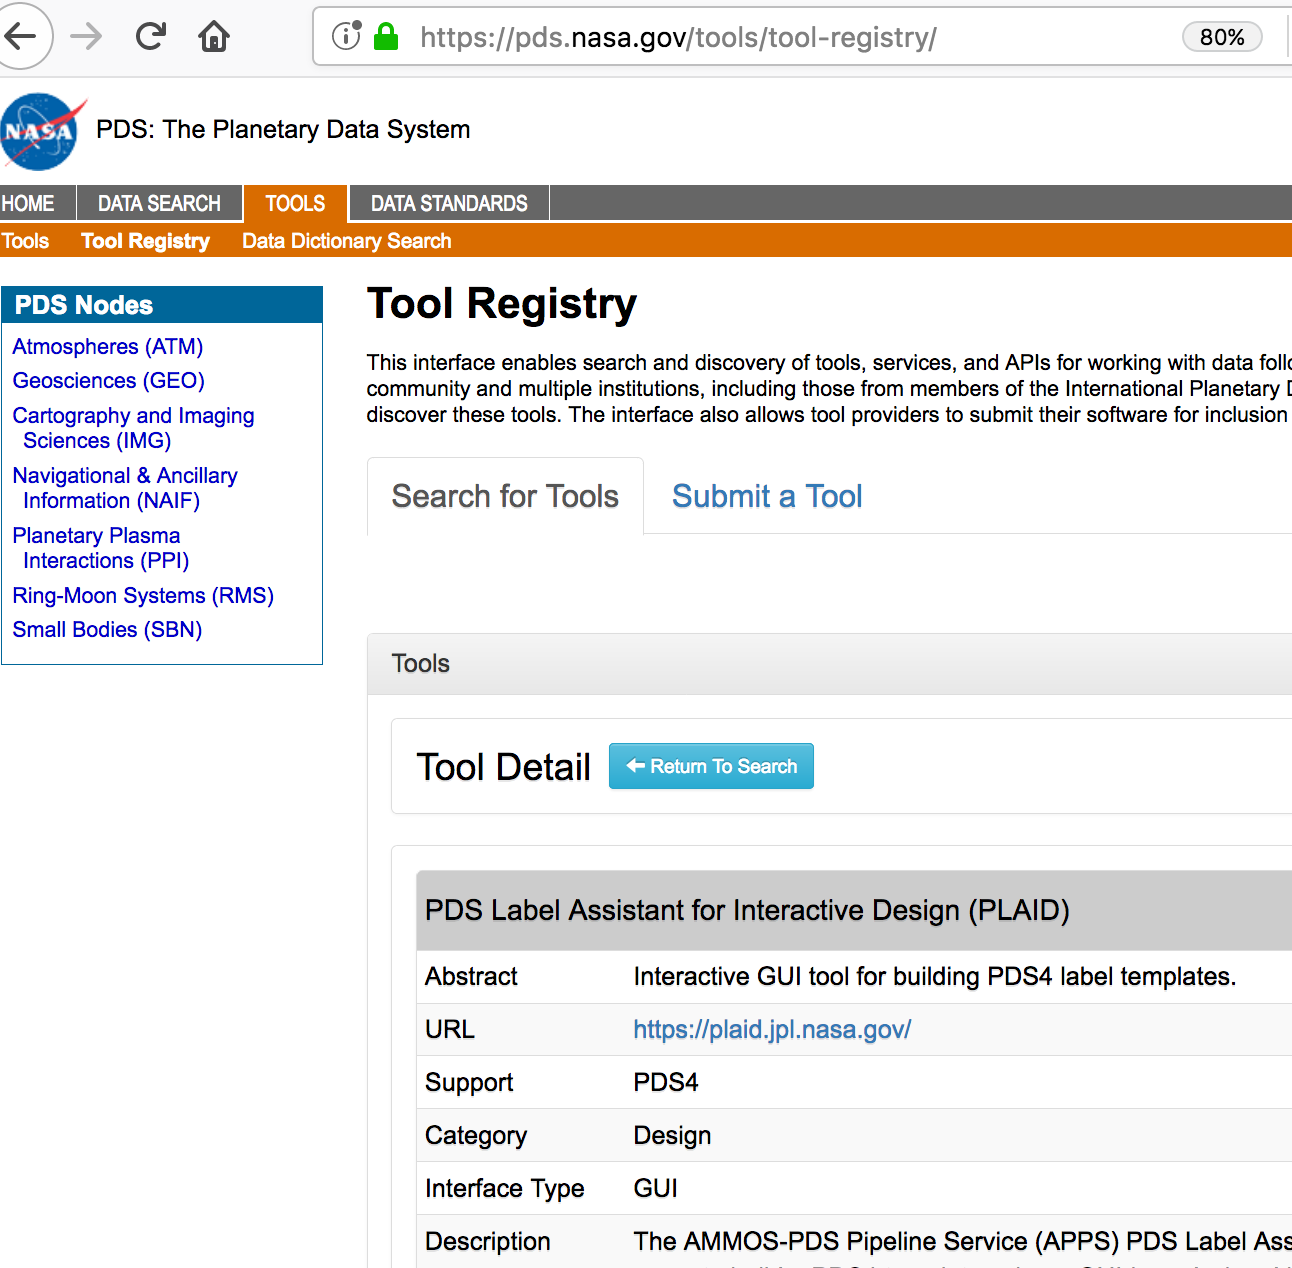 https://pds.nasa.gov/tools/tool-registry/
80%
NASA
PDS: The Planetary Data System
HOME DATA SEARCH TOOLS DATA STANDARDS
Tools Tool Registry Data Dictionary Search
PDS Nodes
Atmospheres (ATM)
Geosciences (GEO)
Cartography and Imaging
Sciences (IMG)
Navigational & Ancillary
Information (NAIF)
Planetary Plasma
Interactions (PPI)
Ring-Moon Systems (RMS)
Small Bodies (SBN)
Tool Registry
This interface enables search and discovery of tools, services, and APIs for working with data
community and multiple institutions, including those from members of the International Planetary
discover these tools. The interface also allows tool providers to submit their software for inclusion
Search for Tools Submit a Tool
Tools
Tool Detail Return To Search
PDS Label Assistant for Interactive Design (PLAID)
Abstract Interactive GUI tool for building PDS4 label templates.
URL https://plaid.jpl.nasa.gov/
Support PDS4
Category Design
Interface Type GUI
Description The AMMOS-PDS Pipeline Service (APPS) PDS Label